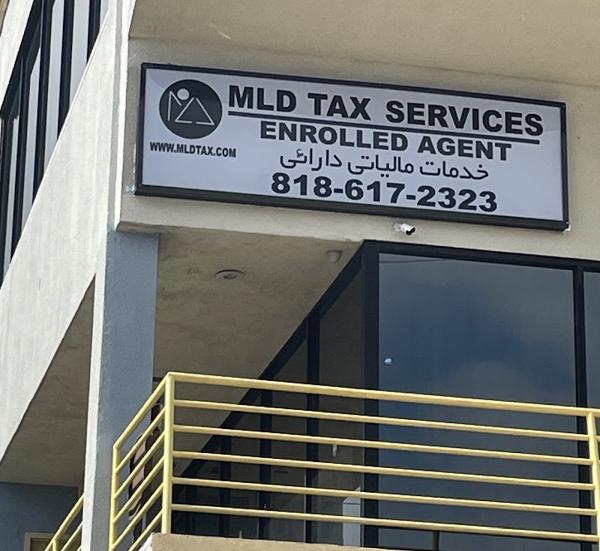 MLD TAX SERVICES
ENROLLED AGENT
خدمات مالیاتی دارائی
818-617-2323
WWW.MLDTAX.COM